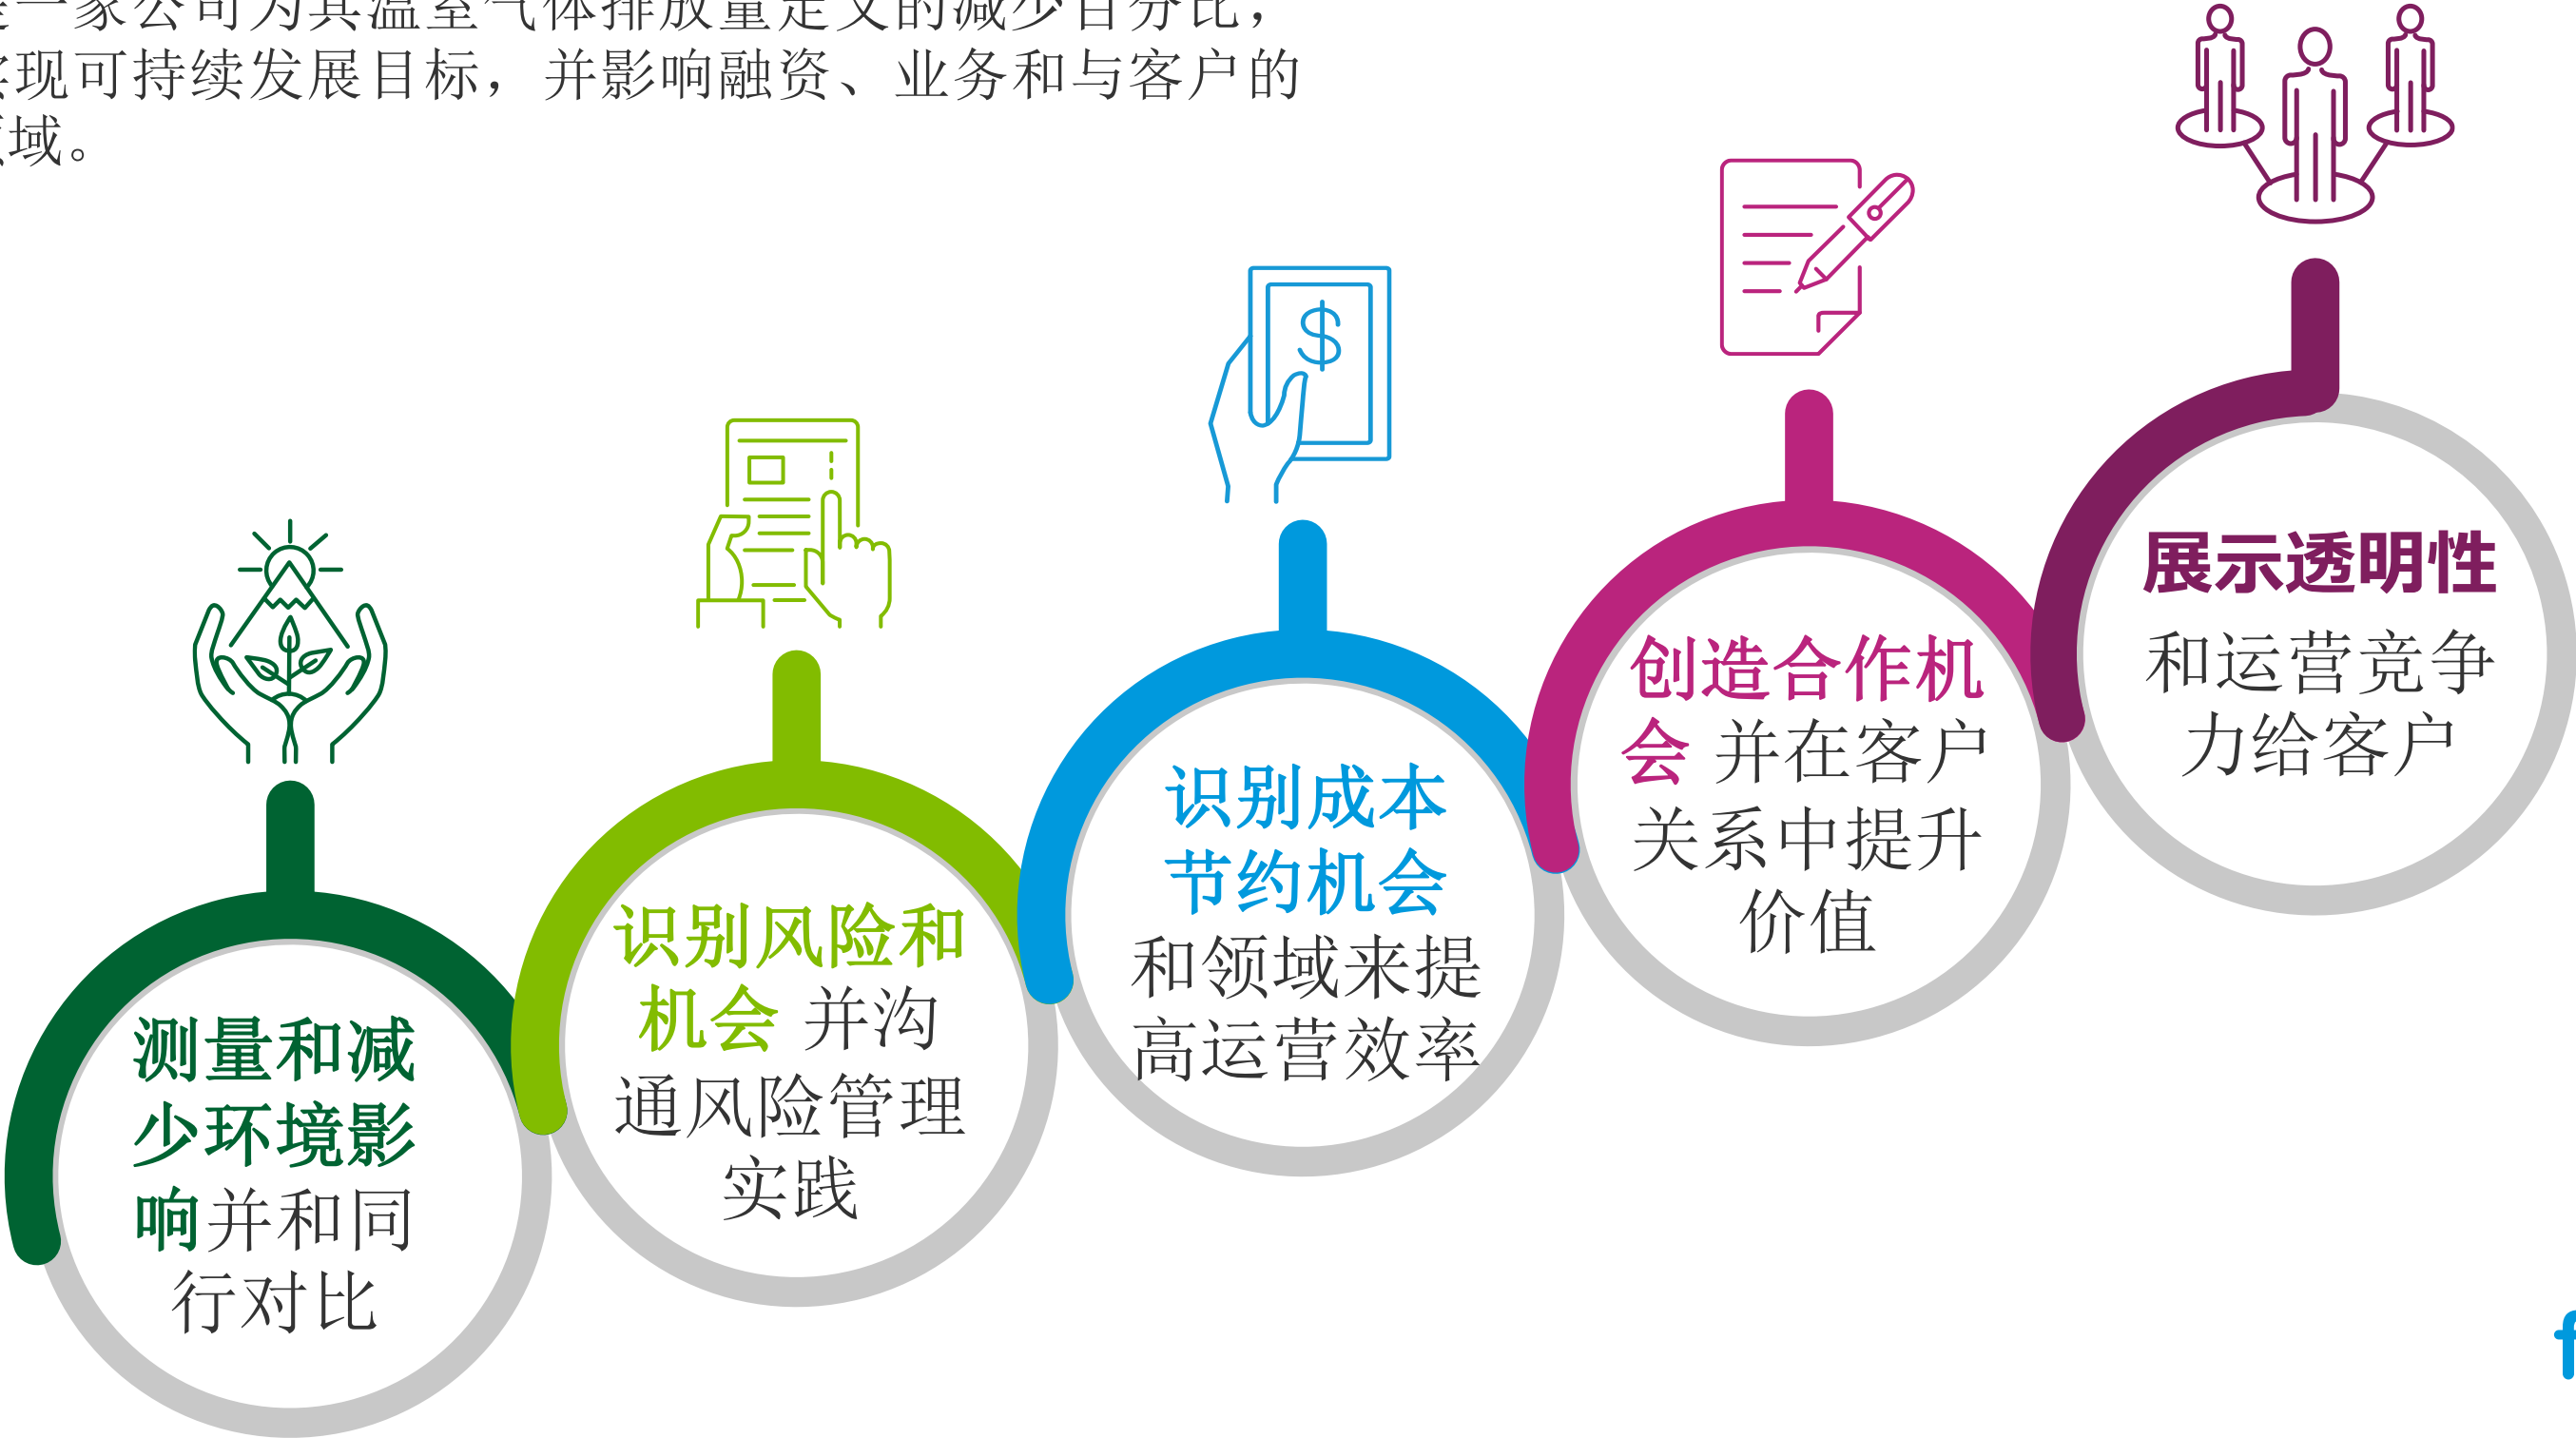 一家公司为其温室气体排放量定义的减少百分比，
实现可持续发展目标，并影响融资、业务和与客户的
领域。
展示透明性
和运营竞争
力给客户
创造合作机
会 并在客户
关系中提升
价值
识别成本
节约机会
和领域来提
高运营效率
识别风险和
机会 并沟
通风险管理
实践
测量和减
少环境影
响并和同
行对比
f